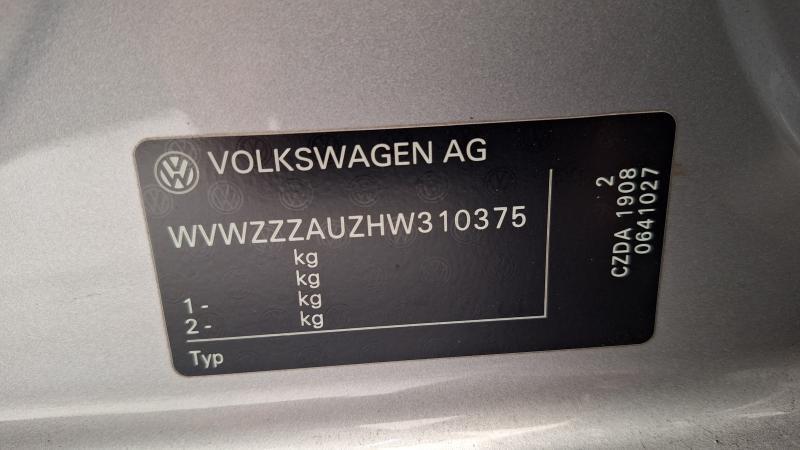 VOLKSWAGEN AG
WVWZZZAUZHW310375
kg
kg
1 - kg
2 - kg
Typ
2
CZDA 1908
0641027